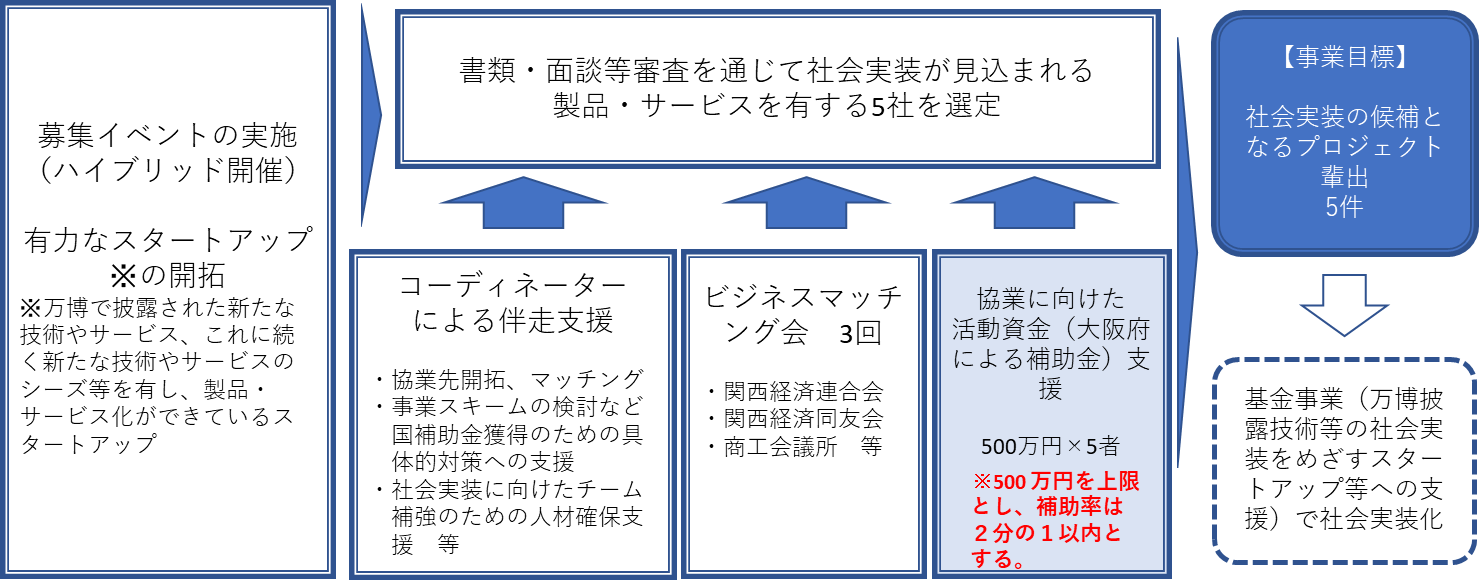 募集イベントの実施
（ハイブリッド開催）
有力なスタートアップ
※の開拓
※万博で披露された新たな
技術やサービス、これに続
く新たな技術やサービスの
シーズ等を有し、製品・
サービス化ができているス
タートアップ
書類・面談等審査を通じて社会実装が見込まれる
製品・サービスを有する5社を選定
コーディネーター
による伴走支援
・協業先開拓、マッチング
・事業スキームの検討など
国補助金獲得のための具
体的対策への支援
・社会実装に向けたチーム
補強のための人材確保支
援　等
ビジネスマッチ
ング会　3回
・関西経済連合会
・関西経済同友会
・商工会議所　等
協業に向けた
活動資金（大阪府
による補助金）支
援
500万円×5者
※500 万円を上限
とし、補助率は
２分の１以内と
する。
【事業目標】
社会実装の候補と
なるプロジェクト
輩出
5件
基金事業（万博披
露技術等の社会実
装をめざすスター
トアップ等への支
援）で社会実装化